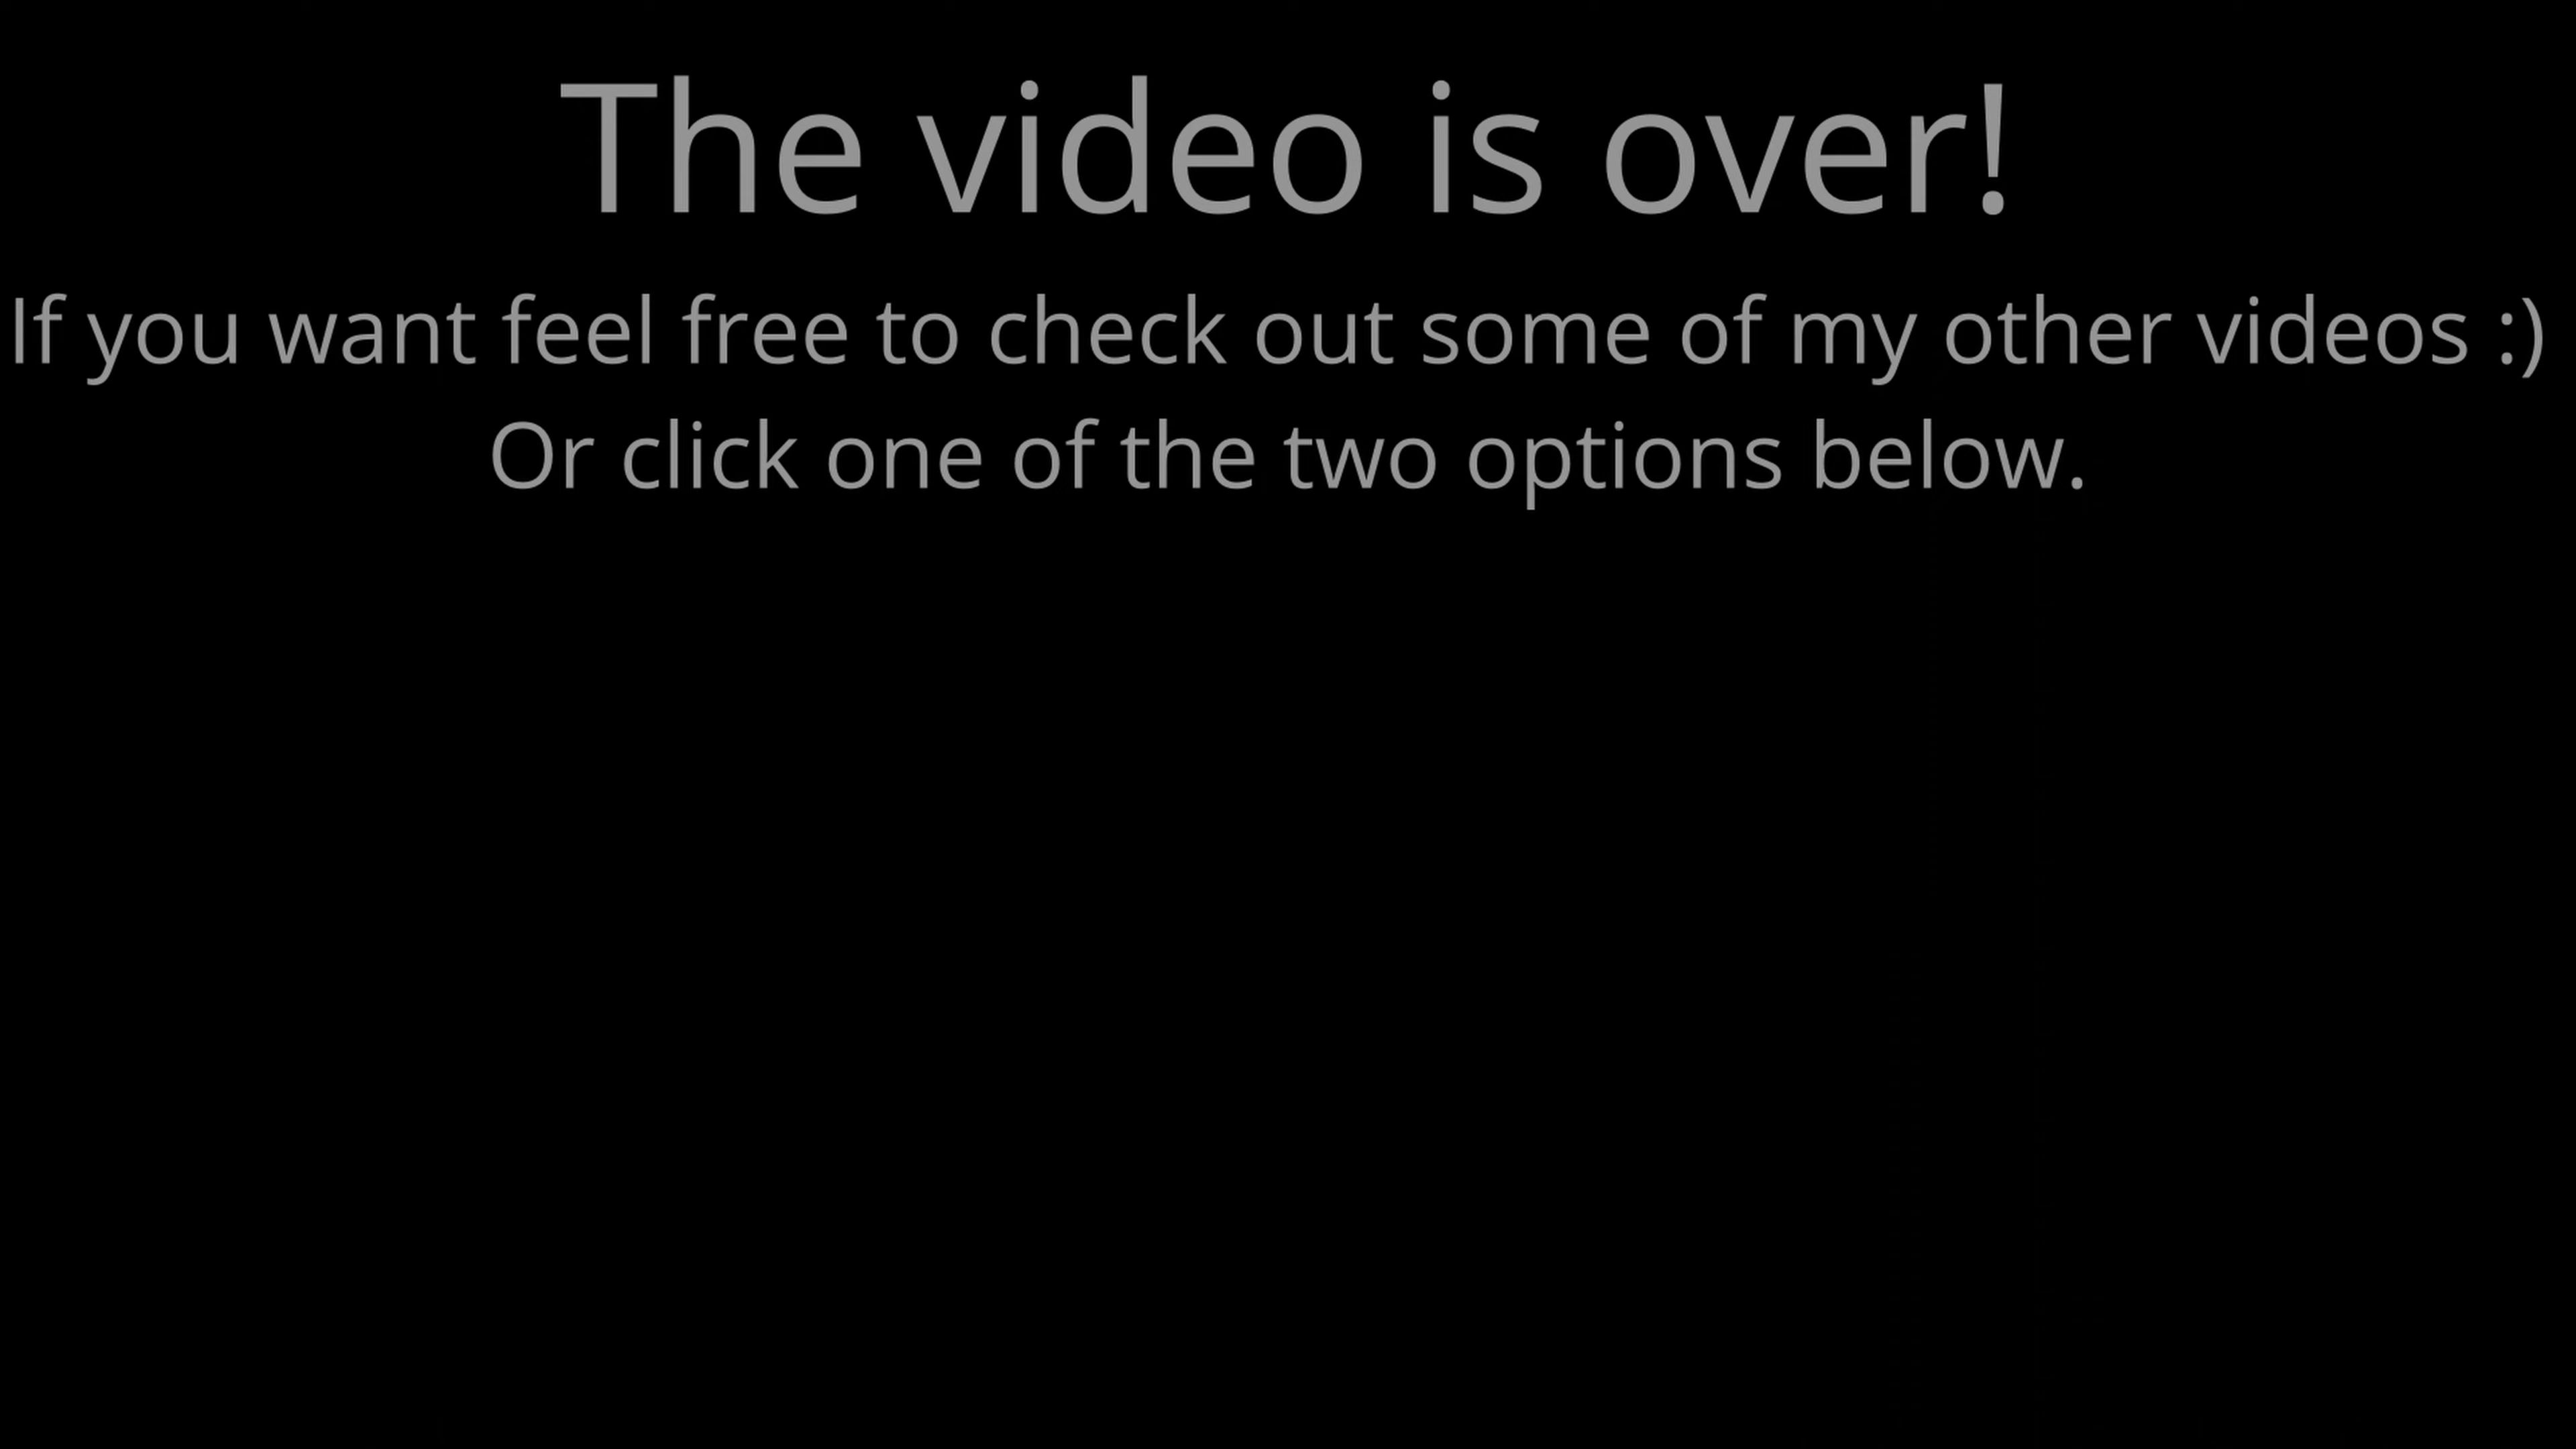 The video is over!
If you want feel free to check out some of my other videos :)
Or click one of the two options below.